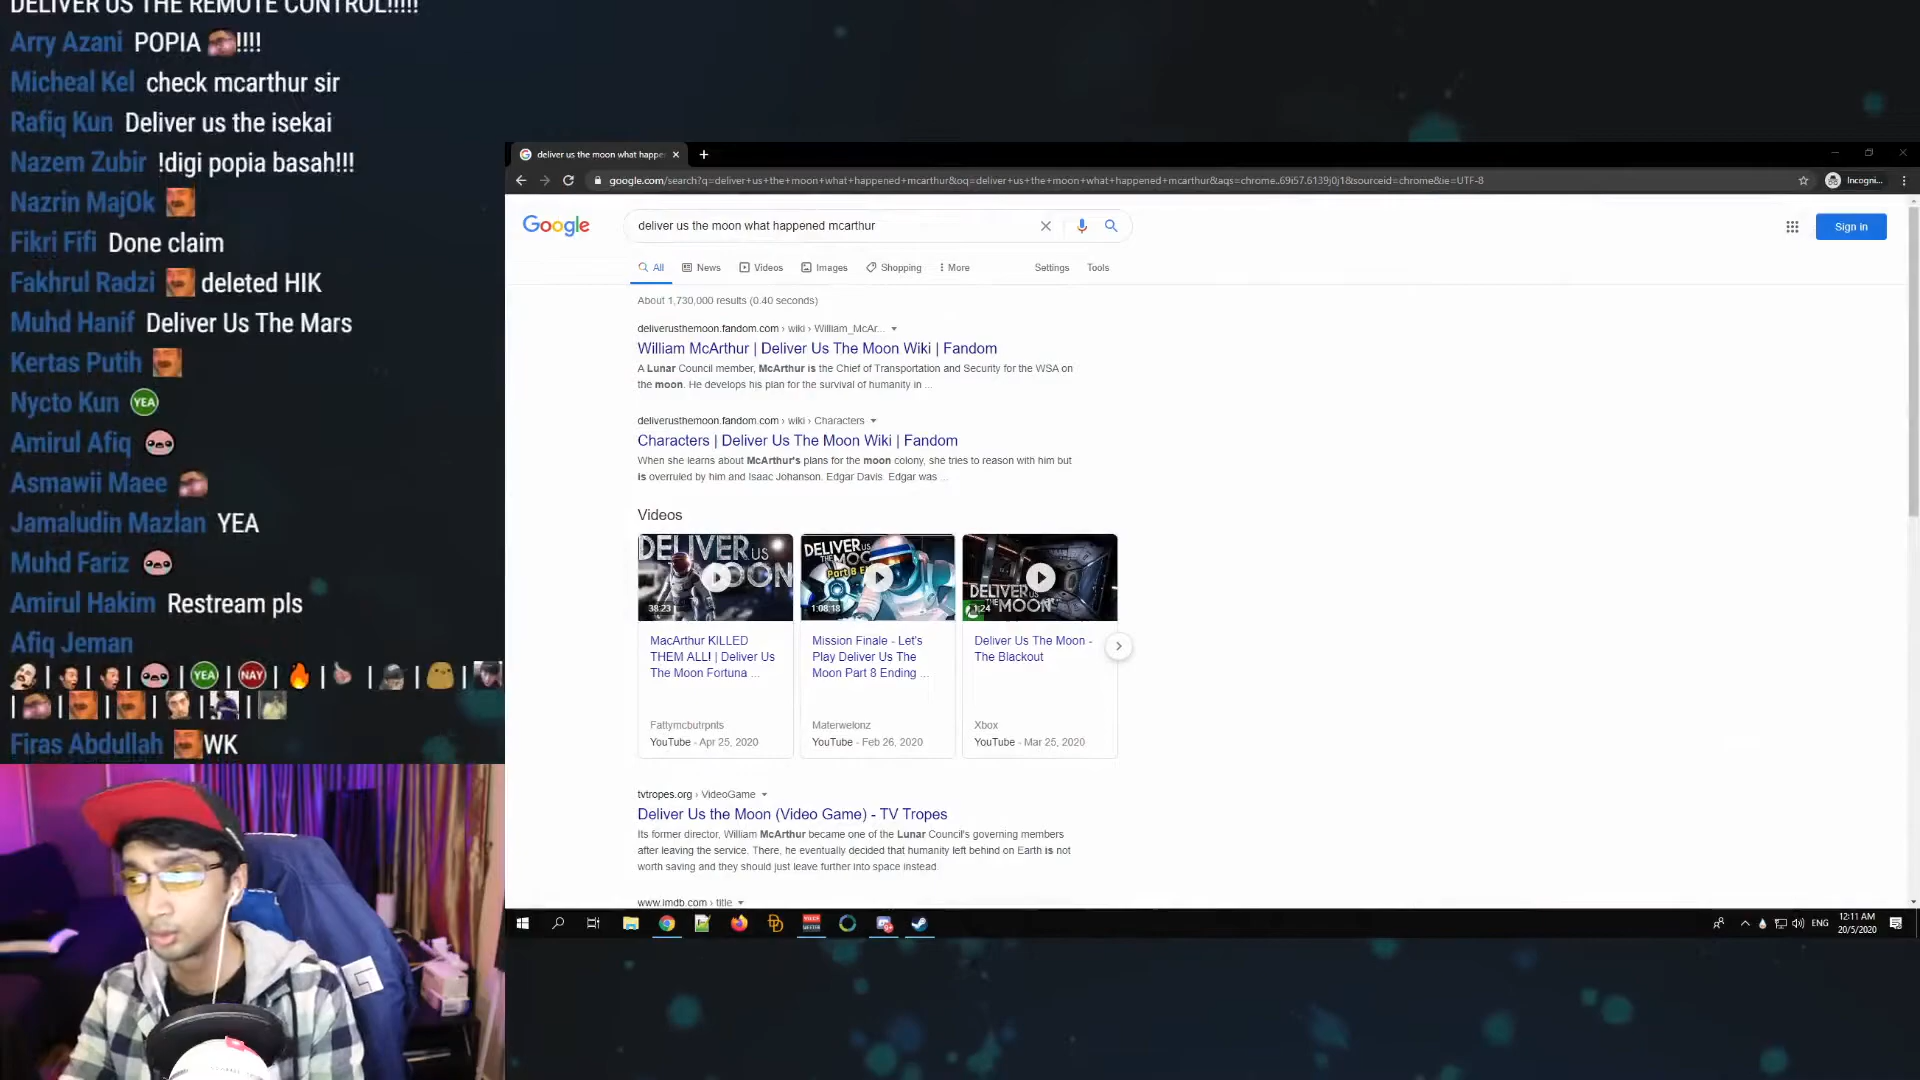 DELIVER US THE REMOTE CONTROL!!!!!
Arry Azani POPIA !!!!
Micheal Kel check mcarthur sir
Rafiq Kun Deliver us the isekai
Nazem Zubir !digi popia basah!!!
Nazrin MajOk
Fikri Fifi Done claim
Fakhrul Radzi deleted HIK
Muhd Hanif Deliver Us The Mars
Kertas Putih
Nycto Kun YEA
Amirul Afiq
Asmawii Maee
Jamaludin Mazlan YEA
Muhd Fariz
Amirul Hakim Restream pls
Afiq Jeman
| | | | YEA | NAY | | | | |
| | | | | |
Firas Abdullah WK
deliver us the moon what happe
google.com/search?q=deliver+us+the+moon+what+happened+mcarthur&oq=deliver+us+the+moon+what+happened+mcarthur&aqs=chrome..69i57.6139j0j1&sourceid=chrome&ie=UTF-8
Incogni...
Google
deliver us the moon what happened mcarthur
Sign in
All News Videos Images Shopping More Settings Tools
About 1,730,000 results (0.40 seconds)
deliverusthemoon.fandom.com › wiki › William_McAr...
William McArthur | Deliver Us The Moon Wiki | Fandom
A Lunar Council member, McArthur is the Chief of Transportation and Security for the WSA on
the moon. He develops his plan for the survival of humanity in ...
deliverusthemoon.fandom.com › wiki › Characters
Characters | Deliver Us The Moon Wiki | Fandom
When she learns about McArthur's plans for the moon colony, she tries to reason with him but
is overruled by him and Isaac Johanson. Edgar Davis. Edgar was ...
Videos
DELIVER US
MOON
38:23
DELIVER US
THE MOO
Part 8 E
1:08:18
DELIVER US
THE MOON
1:24
MacArthur KILLED
THEM ALL! | Deliver Us
The Moon Fortuna ...
Fattymcbutrpnts
YouTube - Apr 25, 2020
Mission Finale - Let's
Play Deliver Us The
Moon Part 8 Ending ...
Materwelonz
YouTube - Feb 26, 2020
Deliver Us The Moon -
The Blackout
Xbox
YouTube - Mar 25, 2020
tvtropes.org › VideoGame
Deliver Us the Moon (Video Game) - TV Tropes
Its former director, William McArthur became one of the Lunar Council's governing members
after leaving the service. There, he eventually decided that humanity left behind on Earth is not
worth saving and they should just leave further into space instead.
www.imdb.com › title
ENG
12:11 AM
20/5/2020